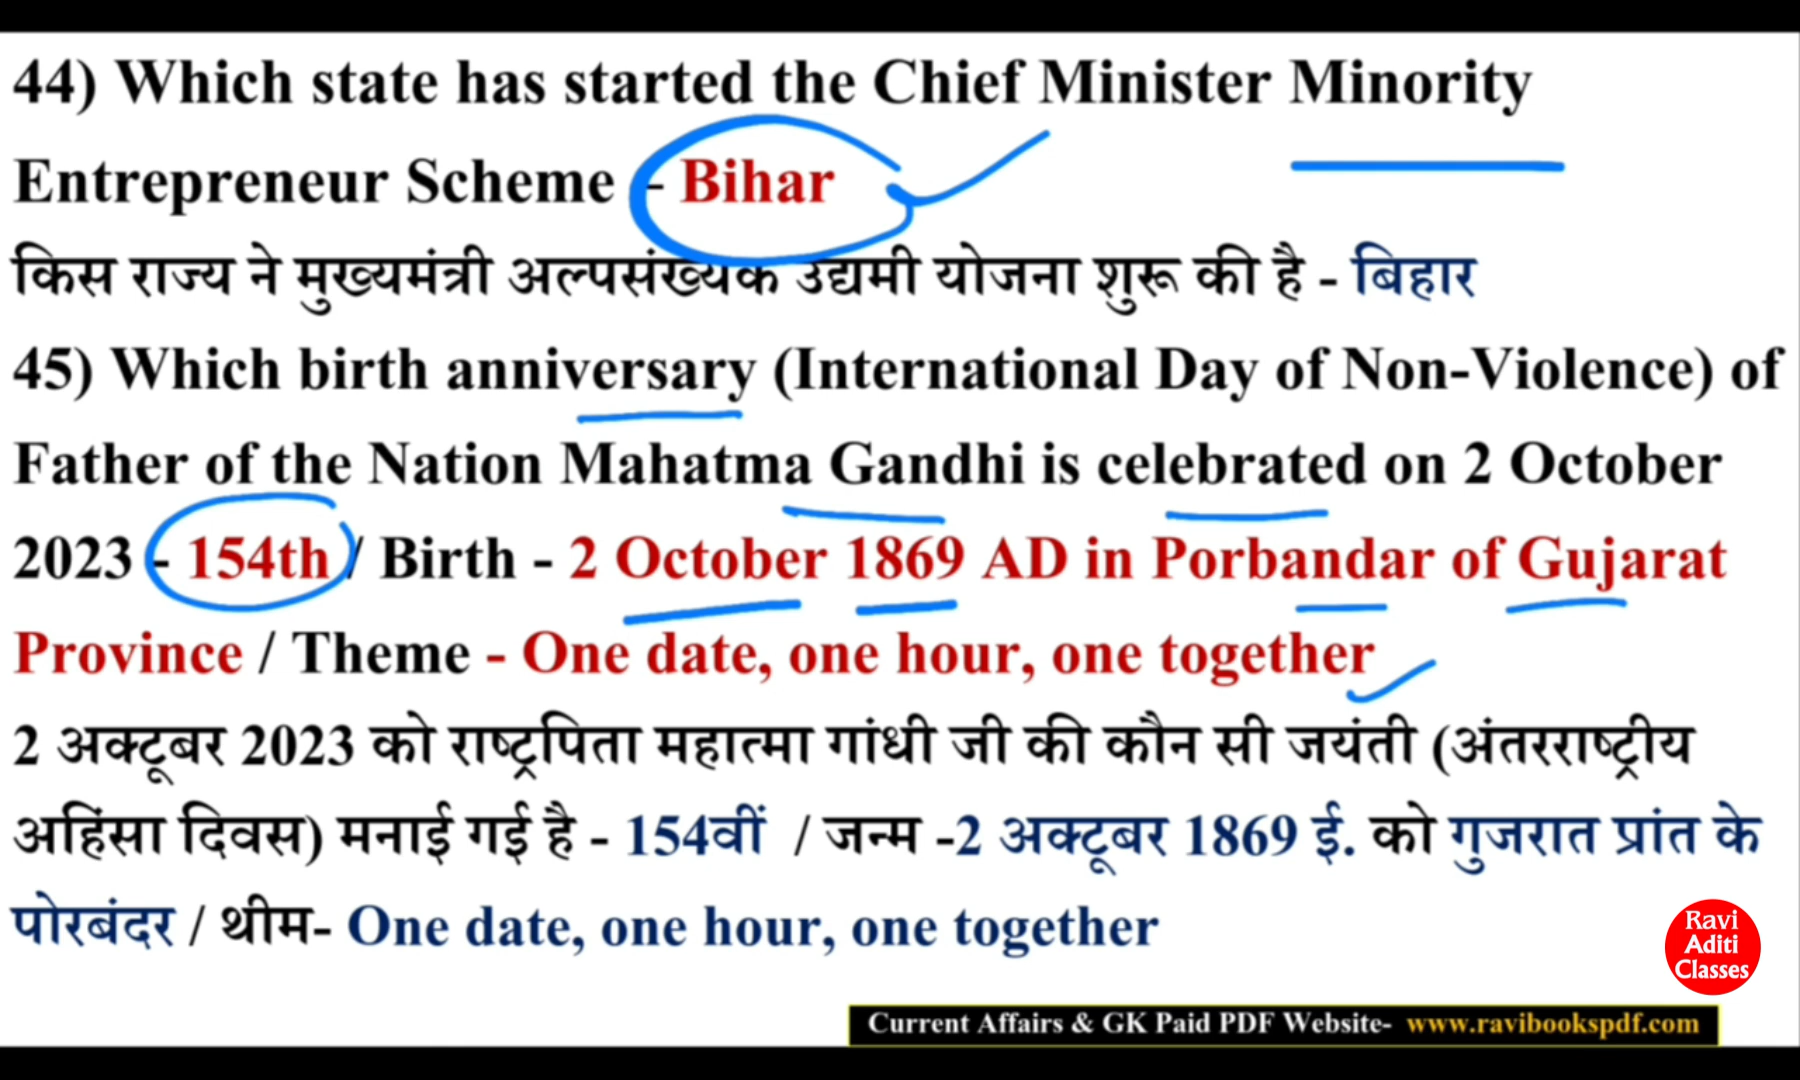 44) Which state has started the Chief Minister Minority
Entrepreneur Scheme - Bihar
किस राज्य ने मुख्यमंत्री अल्पसंख्यक उद्यमी योजना शुरू की है - बिहार
45) Which birth anniversary (International Day of Non-Violence) of
Father of the Nation Mahatma Gandhi is celebrated on 2 October
2023 - 154th / Birth - 2 October 1869 AD in Porbandar of Gujarat
Province / Theme - One date, one hour, one together
2 अक्टूबर 2023 को राष्ट्रपिता महात्मा गांधी जी की कौन सी जयंती (अंतरराष्ट्रीय
अहिंसा दिवस) मनाई गई है - 154वीं / जन्म -2 अक्टूबर 1869 ई. को गुजरात प्रांत के
पोरबंदर / थीम- One date, one hour, one together
Ravi
Aditi
Classes
Current Affairs & GK Paid PDF Website- www.ravibookspdf.com